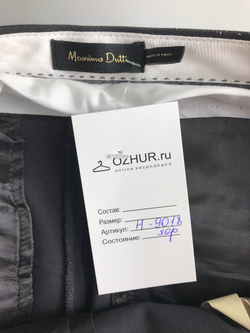 Massimo Dutti
OZHUR.ru
online secondhand
Состав:
Размер:
Артикул: Н-9018
Состояние: хор